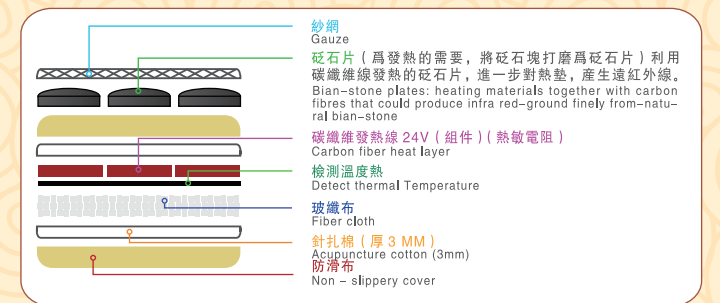 紗網
Gauze
砭石片（爲發熱的需要，將砭石塊打磨爲砭石片）利用
碳纖維線發熱的砭石片，進一步對熱墊，産生遠紅外線。
Bian-stone plates: heating materials together with carbon
fibres that could produce infra red-ground finely from-natu-
ral bian-stone
碳纖維發熱線 24V（組件）（熱敏電阻）
Carbon fiber heat layer
檢測溫度熱
Detect thermal Temperature
玻纖布
Fiber cloth
針扎棉（厚 3 MM）
Acupuncture cotton (3mm)
防滑布
Non – slippery cover